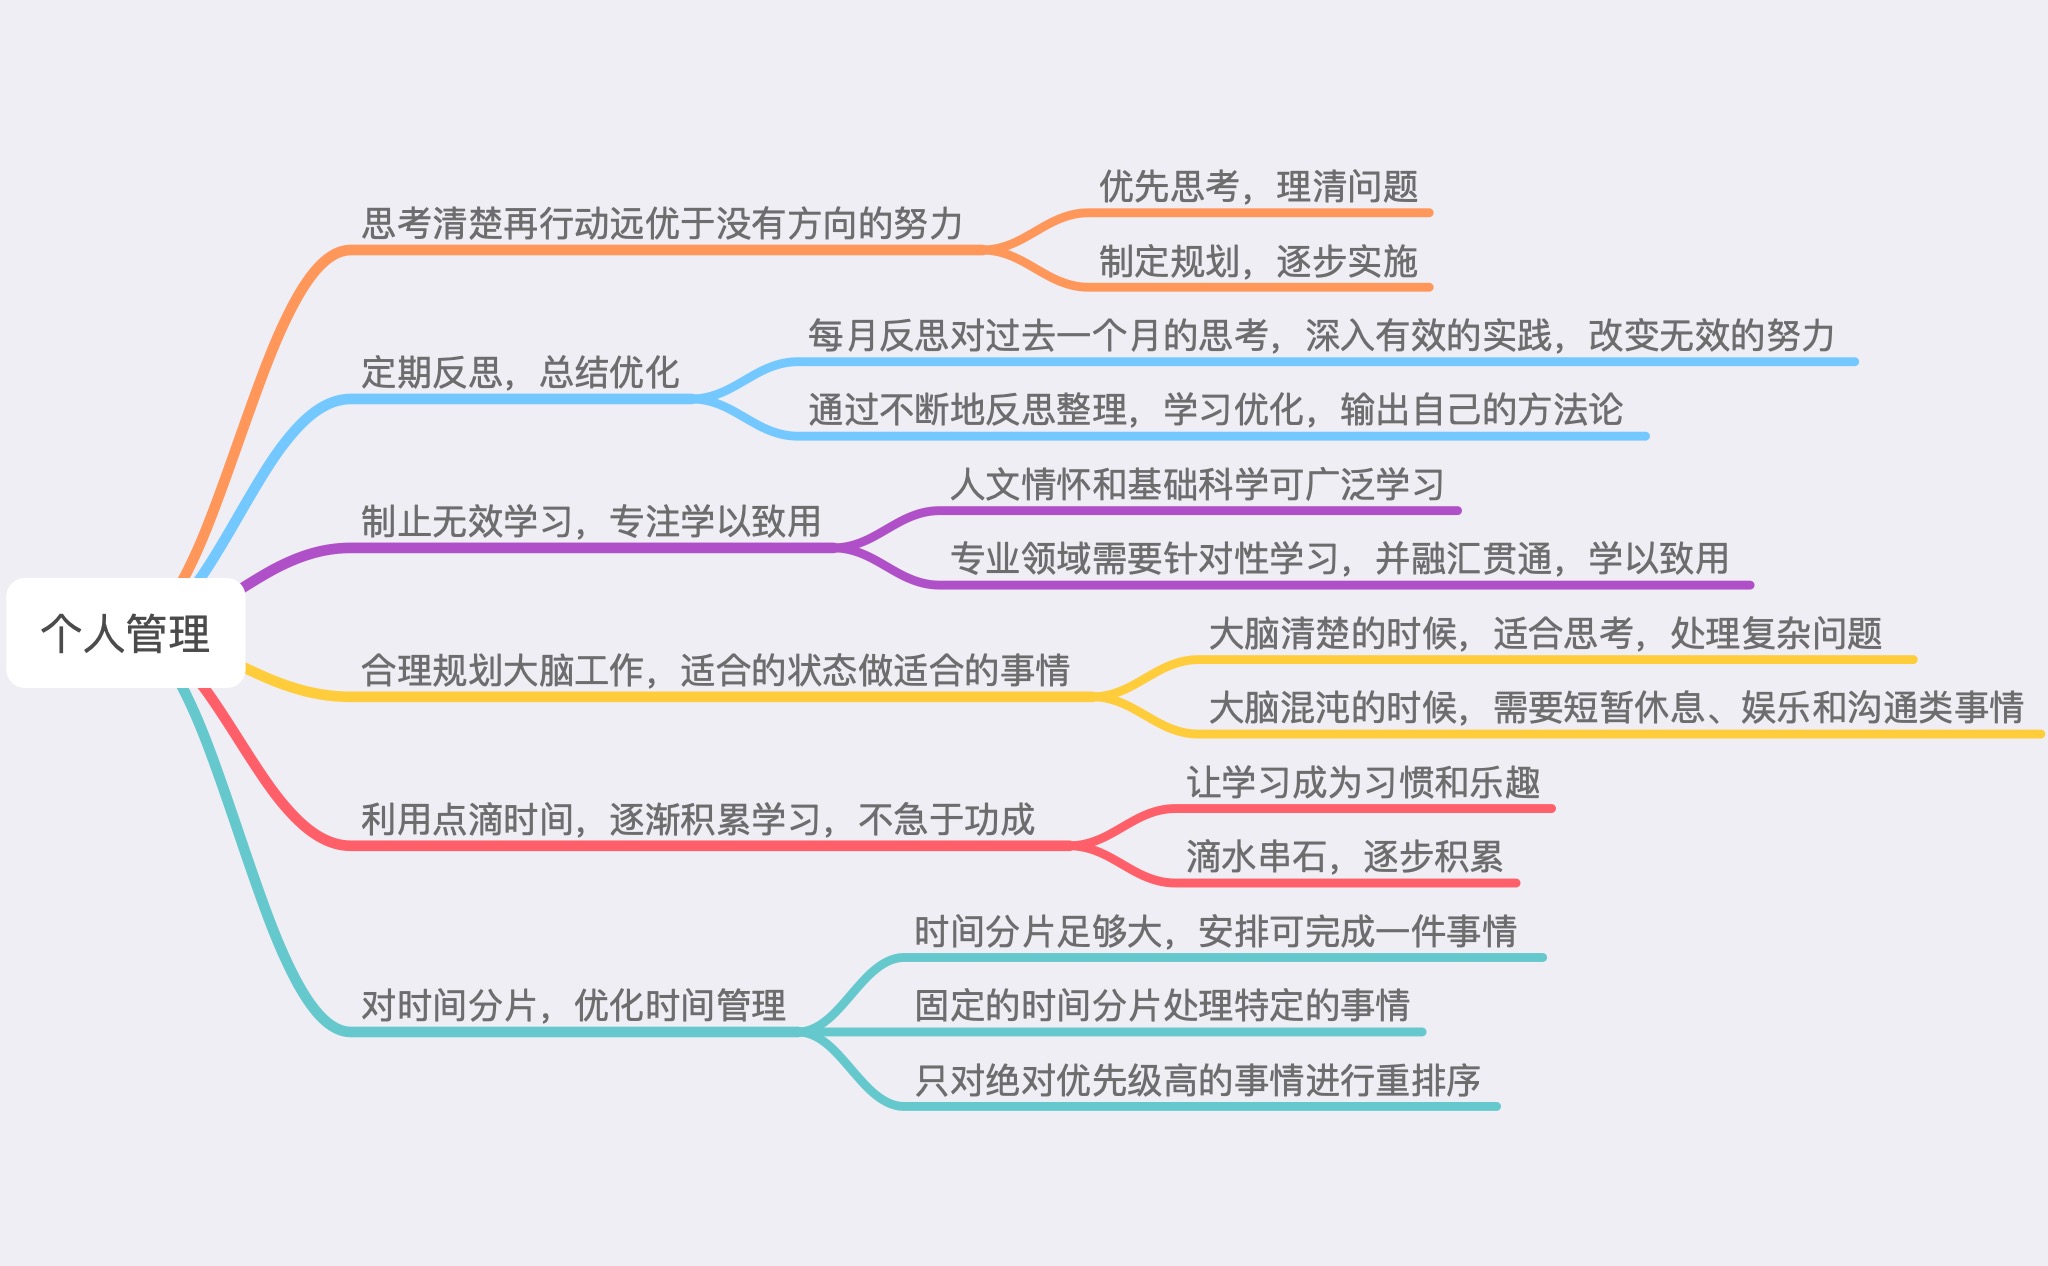 个人管理
思考清楚再行动远优于没有方向的努力
优先思考，理清问题
制定规划，逐步实施
定期反思，总结优化
每月反思对过去一个月的思考，深入有效的实践，改变无效的努力
通过不断地反思整理，学习优化，输出自己的方法论
制止无效学习，专注学以致用
人文情怀和基础科学可广泛学习
专业领域需要针对性学习，并融汇贯通，学以致用
合理规划大脑工作，适合的状态做适合的事情
大脑清楚的时候，适合思考，处理复杂问题
大脑混沌的时候，需要短暂休息、娱乐和沟通类事情
利用点滴时间，逐渐积累学习，不急于功成
让学习成为习惯和乐趣
滴水串石，逐步积累
对时间分片，优化时间管理
时间分片足够大，安排可完成一件事情
固定的时间分片处理特定的事情
只对绝对优先级高的事情进行重排序